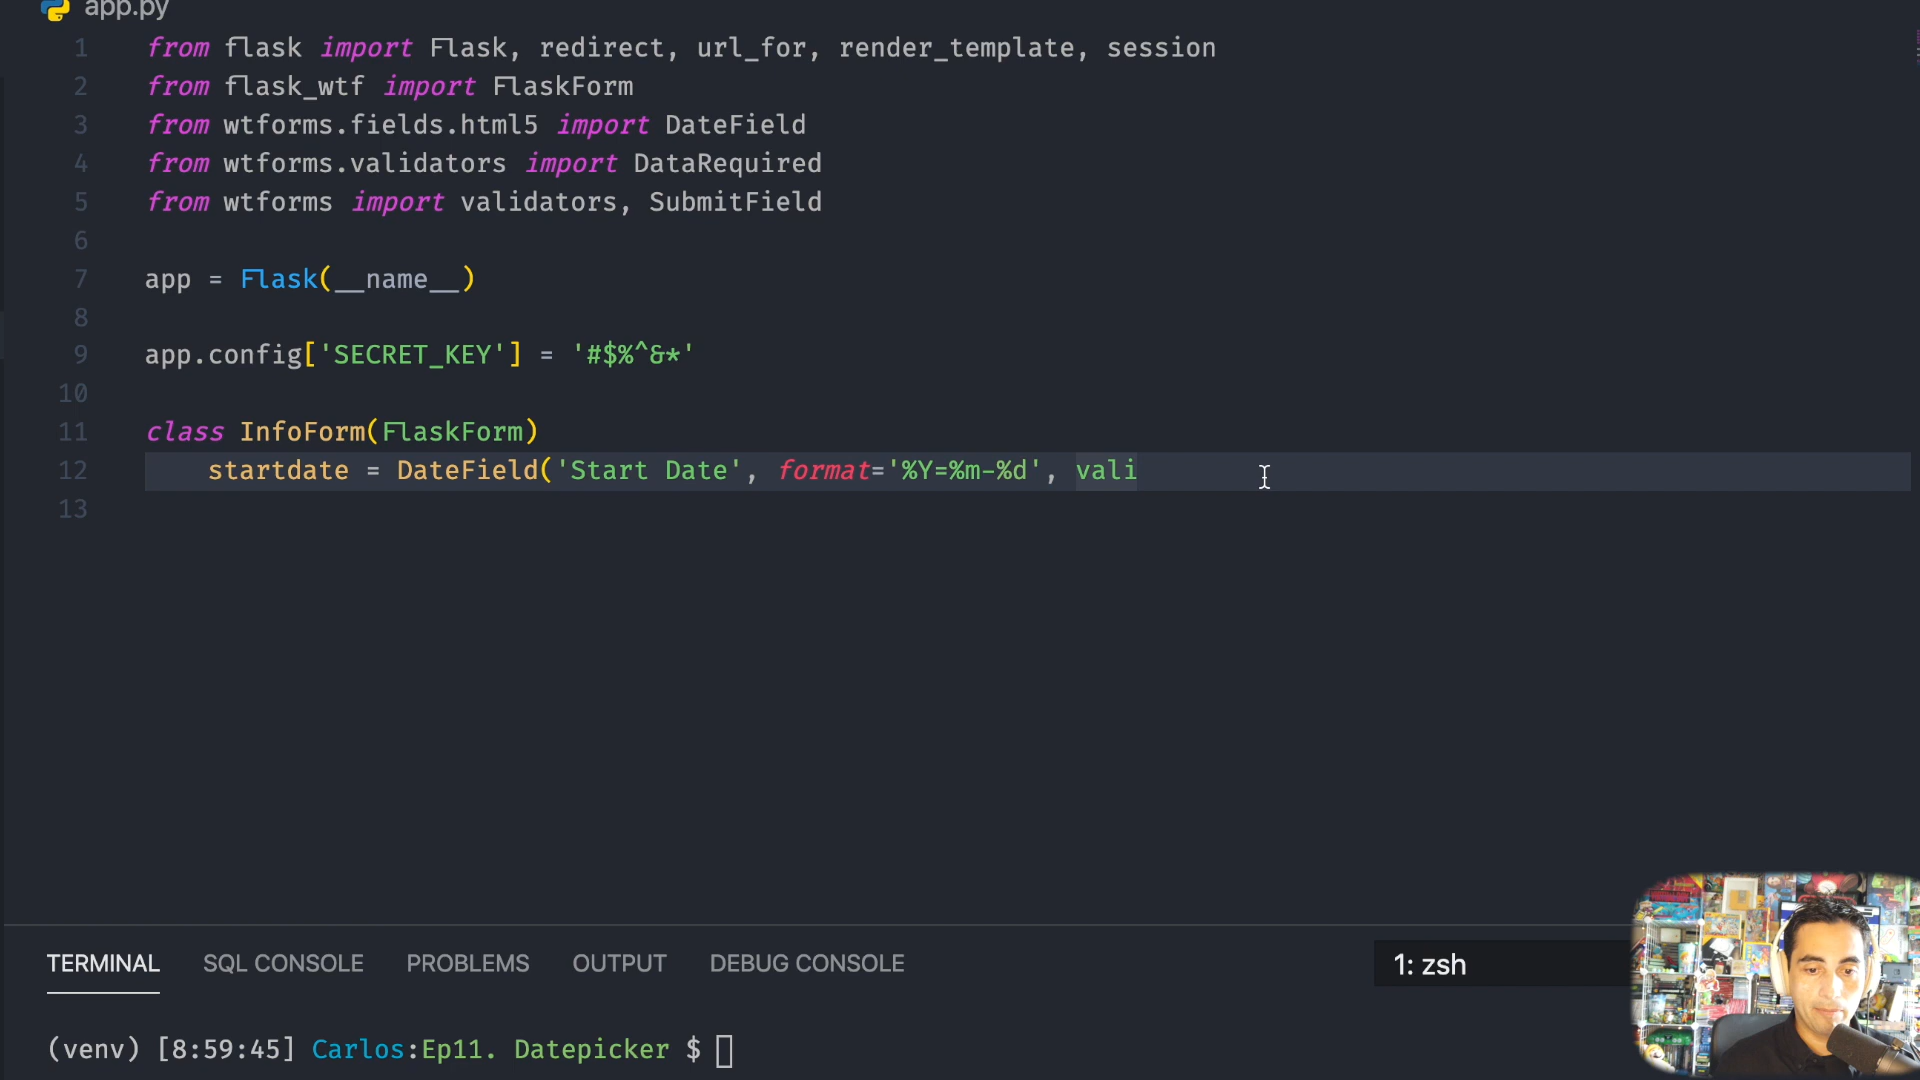 app.py
1 from flask import Flask, redirect, url_for, render_template, session
2 from flask_wtf import FlaskForm
3 from wtforms.fields.html5 import DateField
4 from wtforms.validators import DataRequired
5 from wtforms import validators, SubmitField
6
7 app = Flask(__name__)
8
9 app.config['SECRET_KEY'] = '#$%^&*'
10
11 class InfoForm(FlaskForm)
12 startdate = DateField('Start Date', format='%Y=%m-%d', vali
13
TERMINAL SQL CONSOLE PROBLEMS OUTPUT DEBUG CONSOLE 1: zsh
(venv) [8:59:45] Carlos:Ep11. Datepicker $